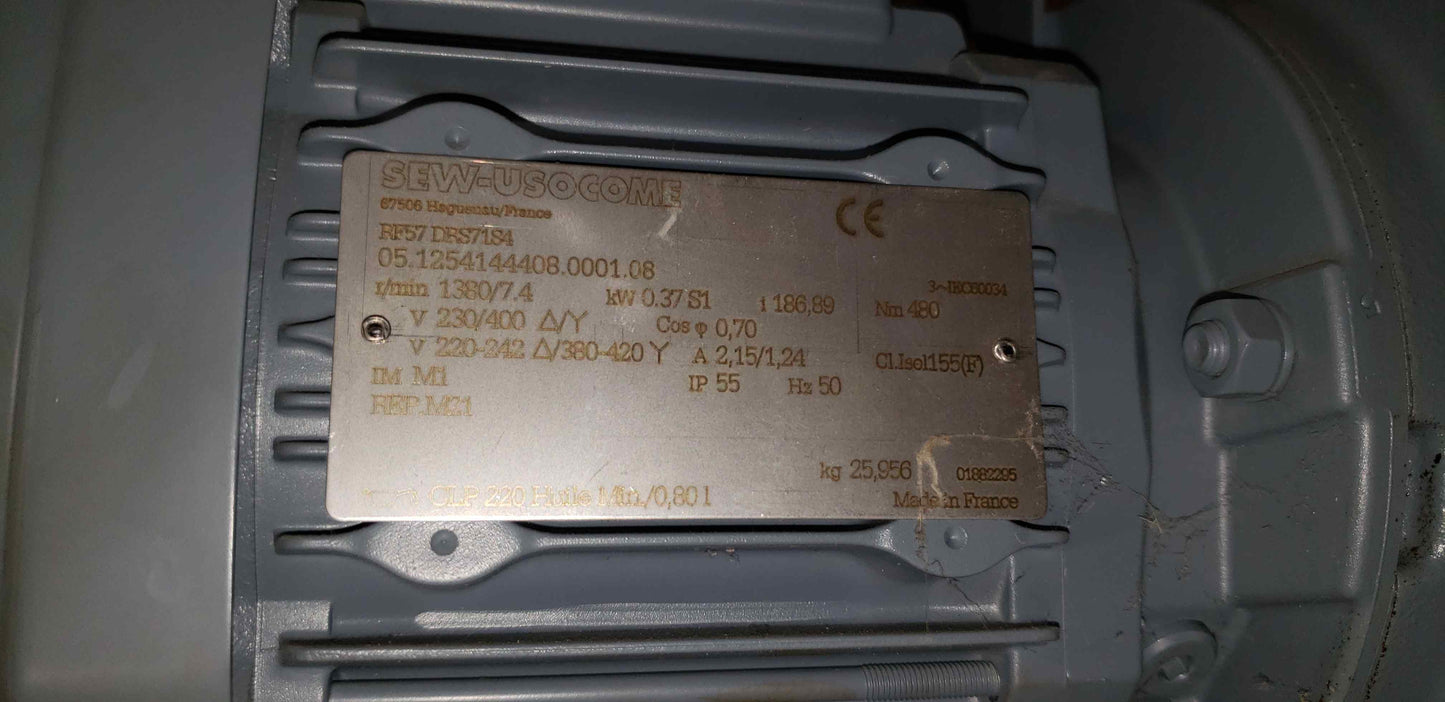 SEW-USOCOME
67506 Haguenau/France
CE
RF57 DRS71S4
05.1254144408.0001.08
3~IEC60034
r/min 1380/7.4 kW 0.37 S1 i 186,89 Nm 480
V 230/400 Δ/Y Cos φ 0,70
V 220-242 Δ/380-420 Y A 2,15/1,24 Cl.Isol155(F)
IM M1 IP 55 Hz 50
REP.M21
kg 25,956 01882295
CLP 220 Huile Min./0,80 l Made in France